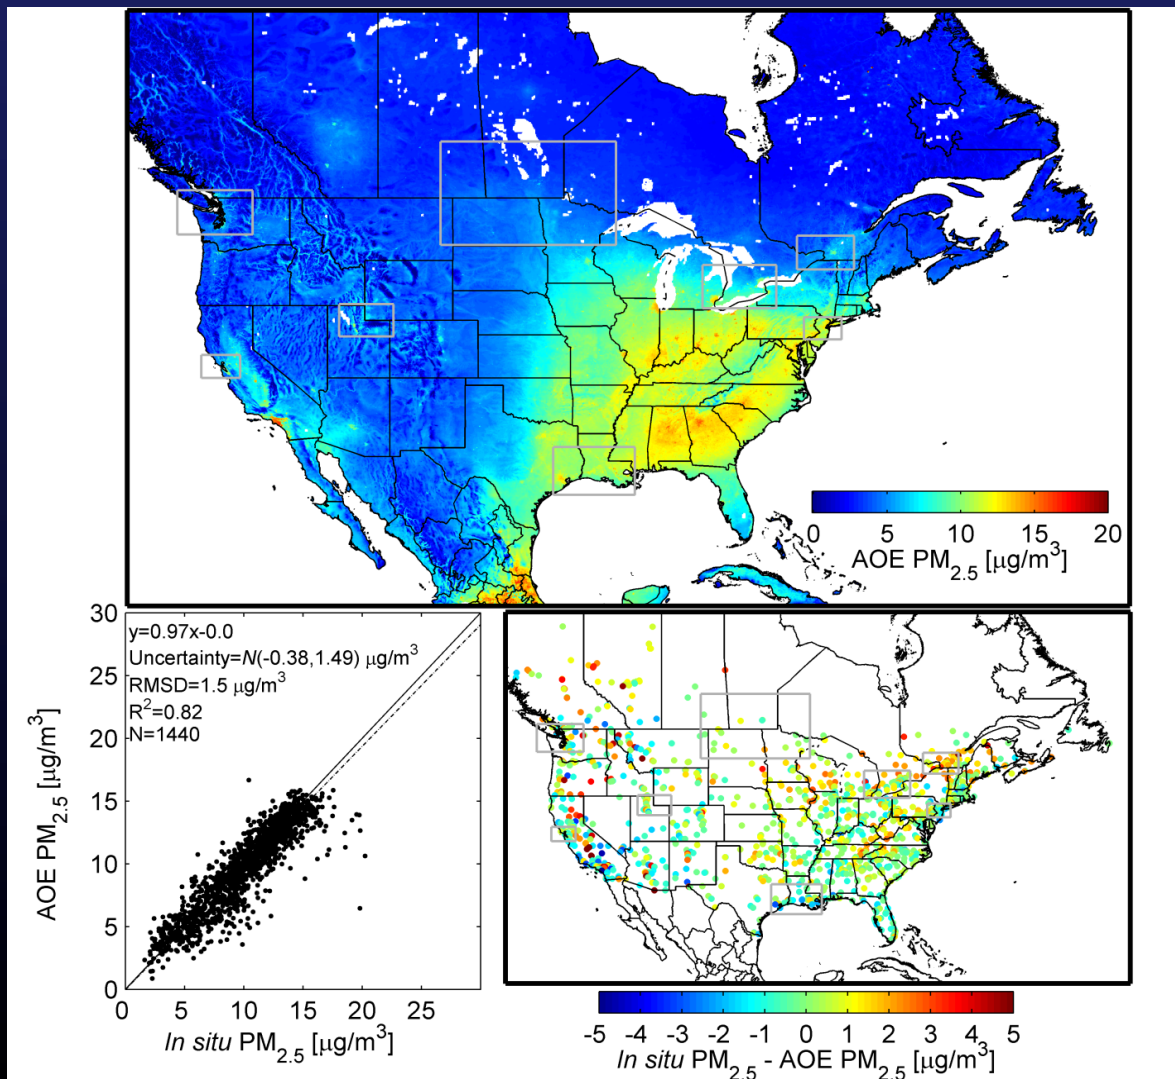 0 5 10 15 20
AOE PM2.5 [μg/m3]
30
25
20
15
10
5
0
AOE PM2.5 [μg/m3]
y=0.97x-0.0
Uncertainty=N(-0.38,1.49) μg/m3
RMSD=1.5 μg/m3
R2=0.82
N=1440
0 5 10 15 20 25
In situ PM2.5 [μg/m3]
-5 -4 -3 -2 -1 0 1 2 3 4 5
In situ PM2.5 - AOE PM2.5 [μg/m3]